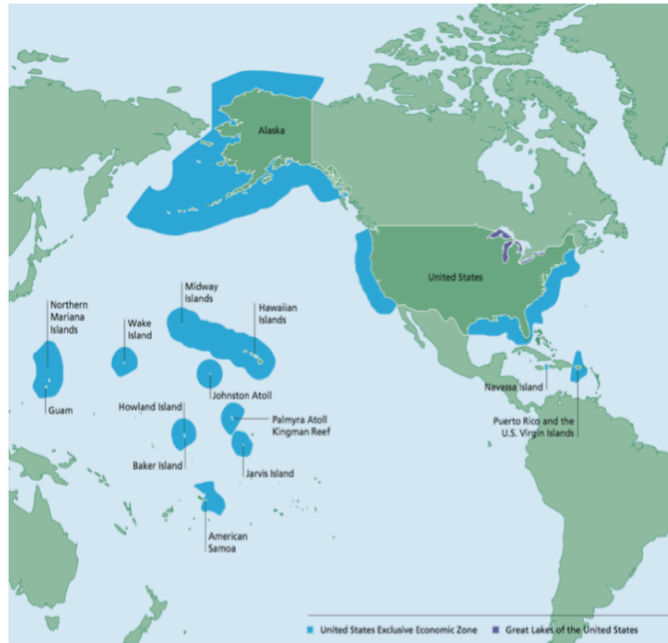 Alaska
United States
Midway
Islands
Hawaiian
Islands
Northern
Mariana
Islands
Wake
Island
Johnston Atoll
Guam
Navassa Island
Howland Island
Palmyra Atoll
Kingman Reef
Puerto Rico and the
U.S. Virgin Islands
Baker Island
Jarvis Island
American
Samoa
United States Exclusive Economic Zone
Great Lakes of the United States